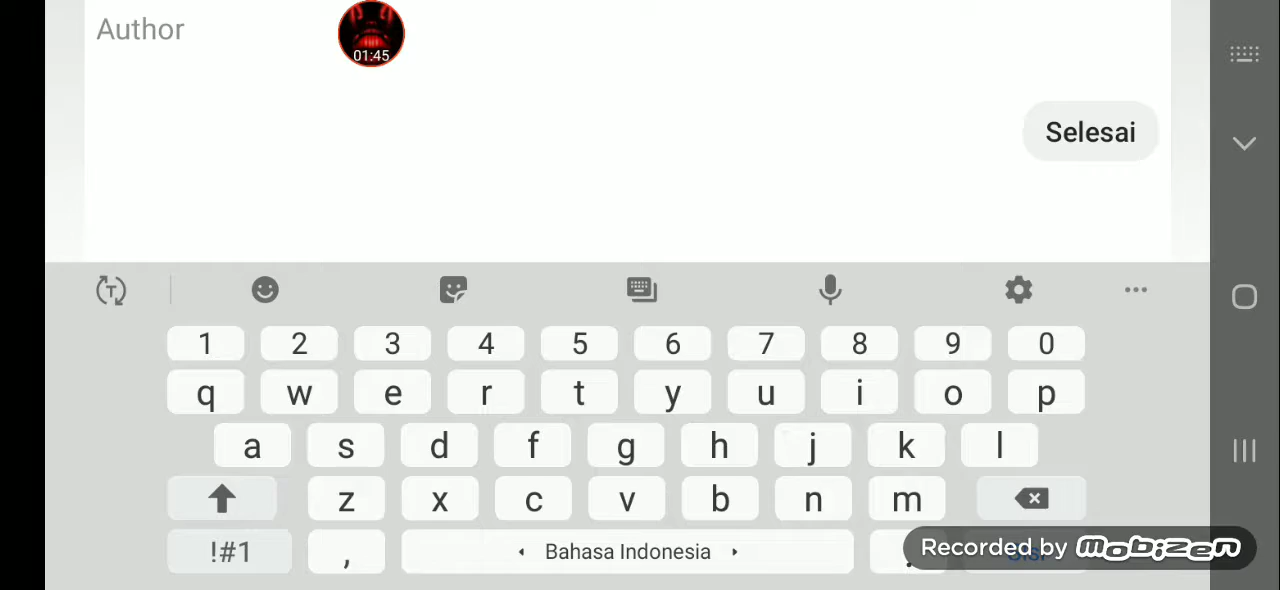 Author
01:45
Selesai
1 2 3 4 5 6 7 8 9 0
q w e r t y u i o p
a s d f g h j k l
z x c v b n m
!#1 , Bahasa Indonesia
Recorded by mobizen